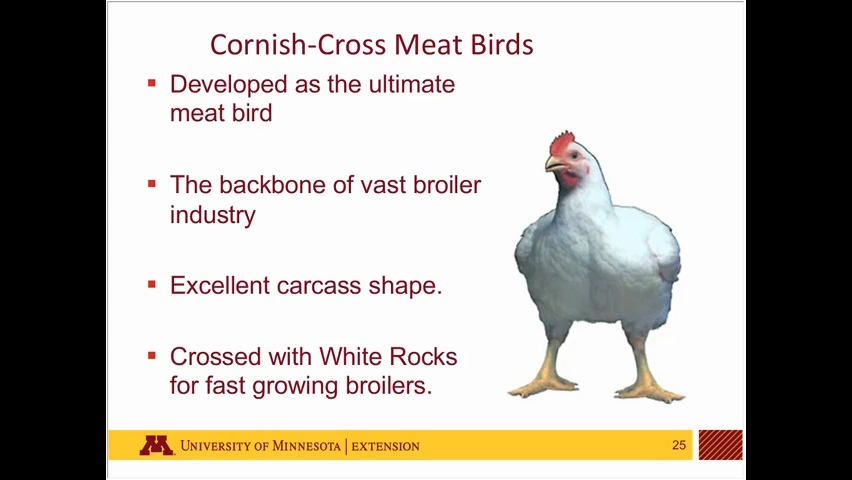 Cornish-Cross Meat Birds
Developed as the ultimate
meat bird
The backbone of vast broiler
industry
Excellent carcass shape.
Crossed with White Rocks
for fast growing broilers.
M UNIVERSITY OF MINNESOTA | EXTENSION
25